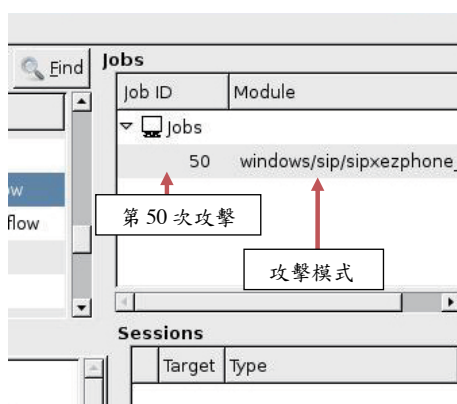 Find
Jobs
Job ID Module
Jobs
50 windows/sip/sipxezphone_
ow
flow
第 50 次攻擊
攻擊模式
Sessions
Target Type